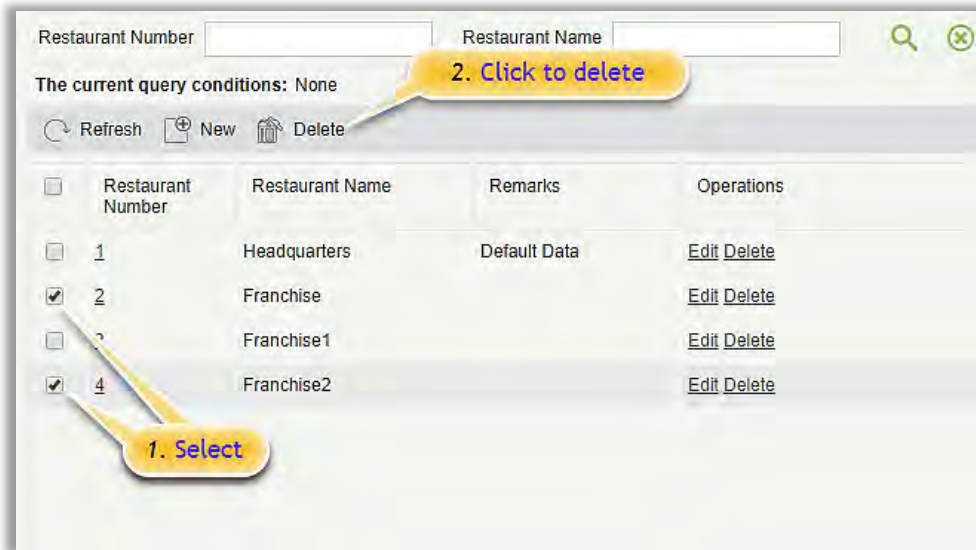 Restaurant Number Restaurant Name
2. Click to delete
The current query conditions: None
Refresh New Delete
Restaurant Number Restaurant Name Remarks Operations
1 Headquarters Default Data Edit Delete
2 Franchise Edit Delete
Franchise1 Edit Delete
4 Franchise2 Edit Delete
1. Select